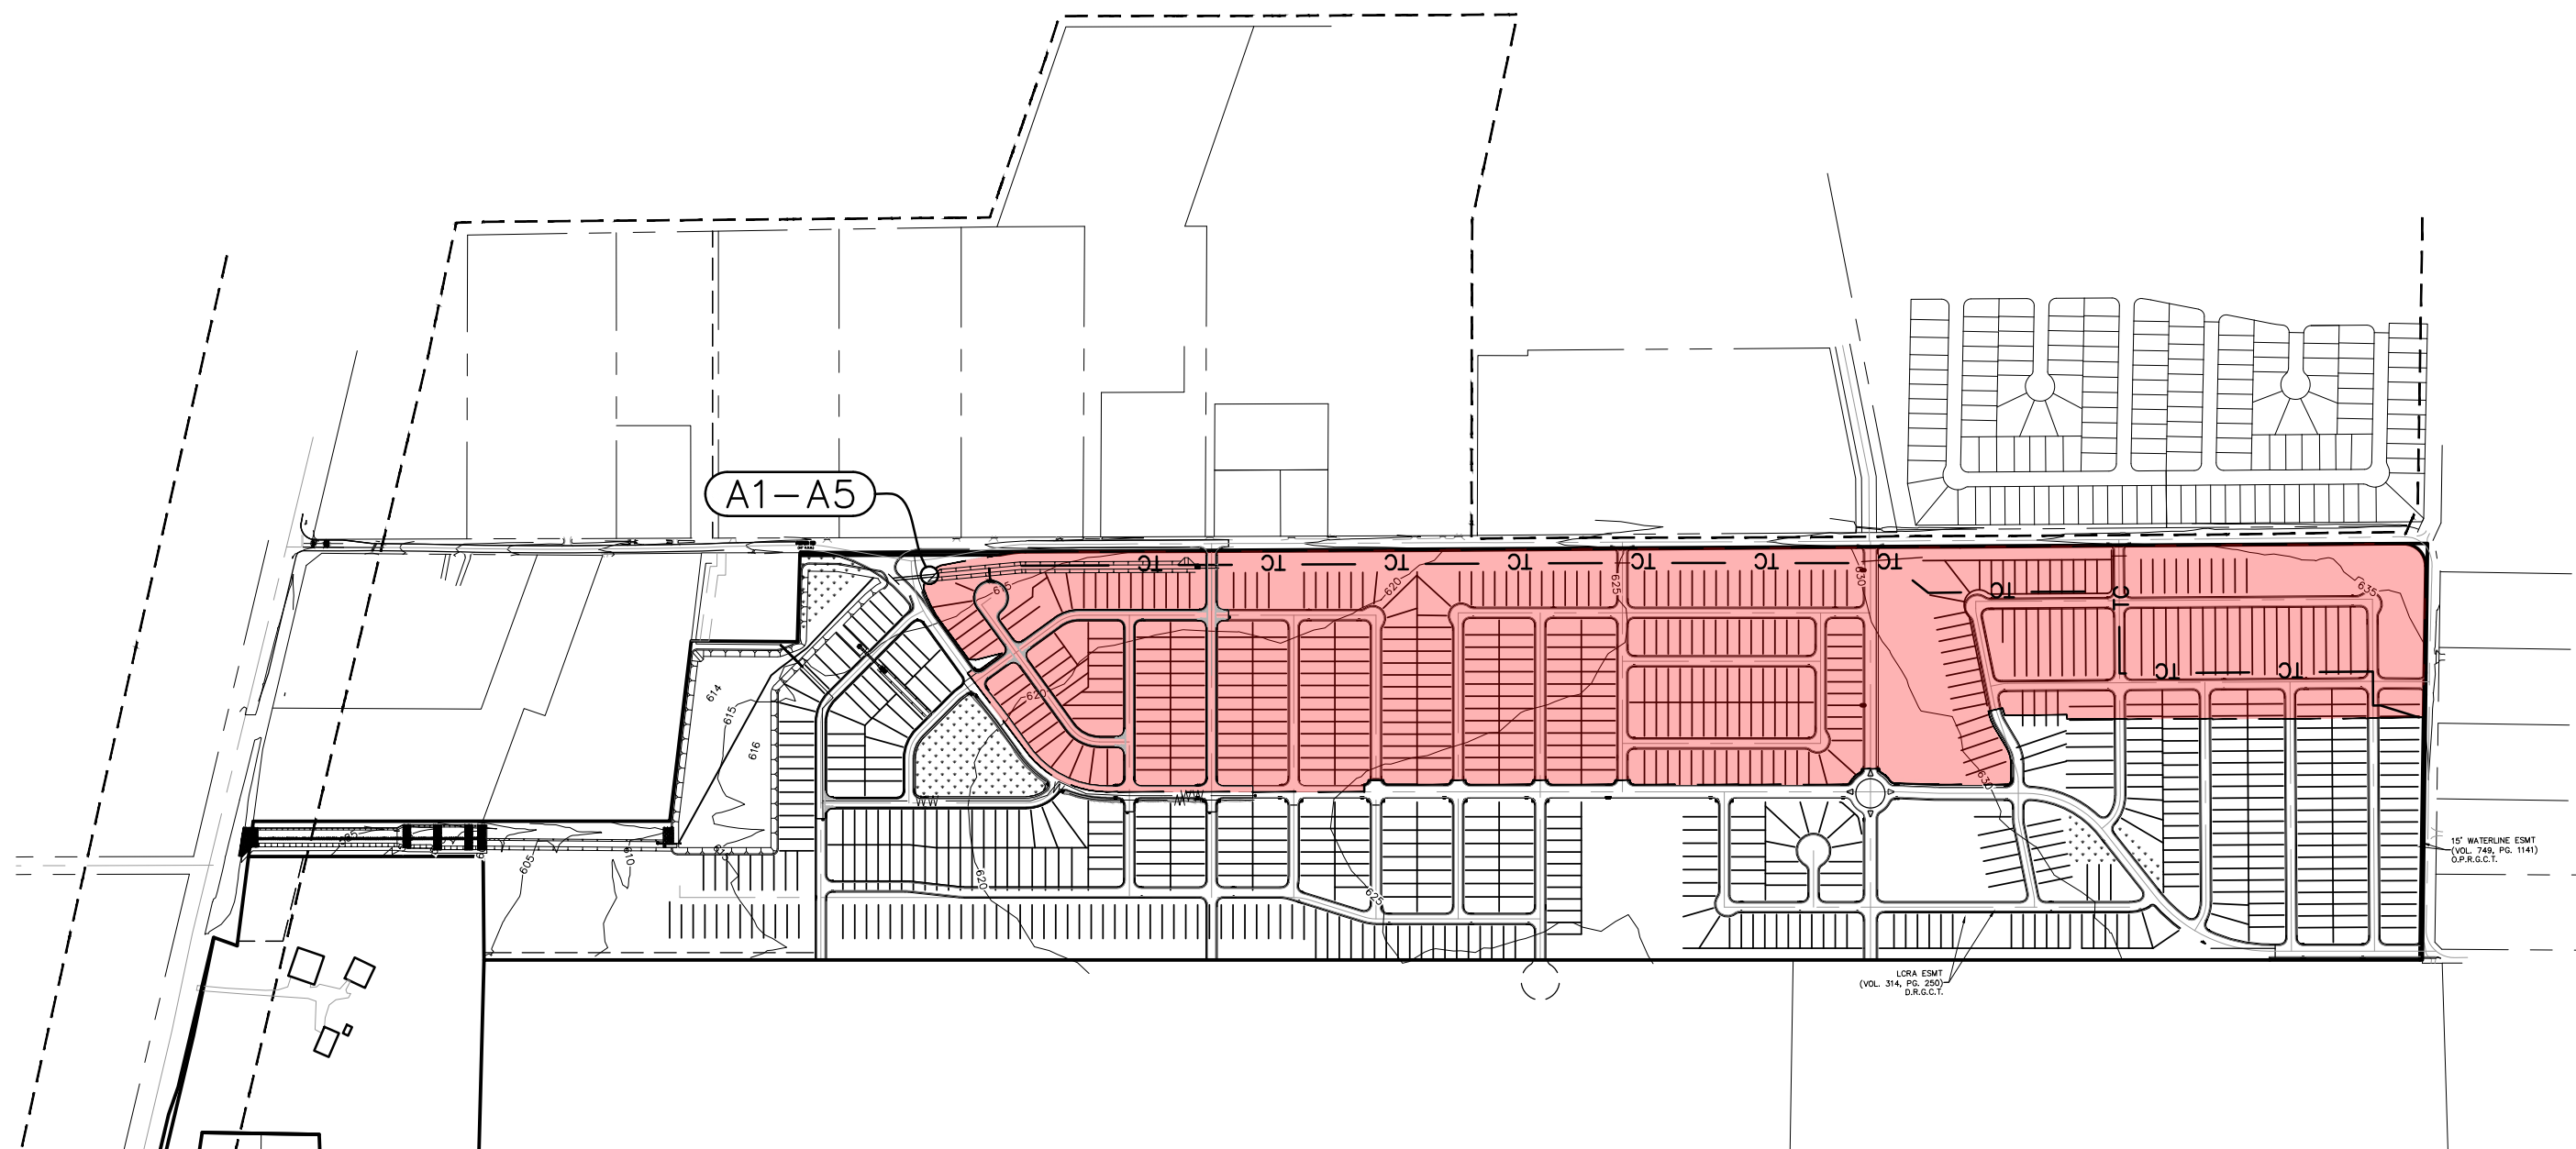 A1-A5
TC
TC
TC
TC
TC
TC
TC
TC
TC
TC
TC
615
620
625
630
635
620
614
615
616
605
610
615
620
625
630
15' WATERLINE ESMT
(VOL. 749, PG. 1141)
O.P.R.G.C.T.
LCRA ESMT
(VOL. 314, PG. 250)
D.R.G.C.T.